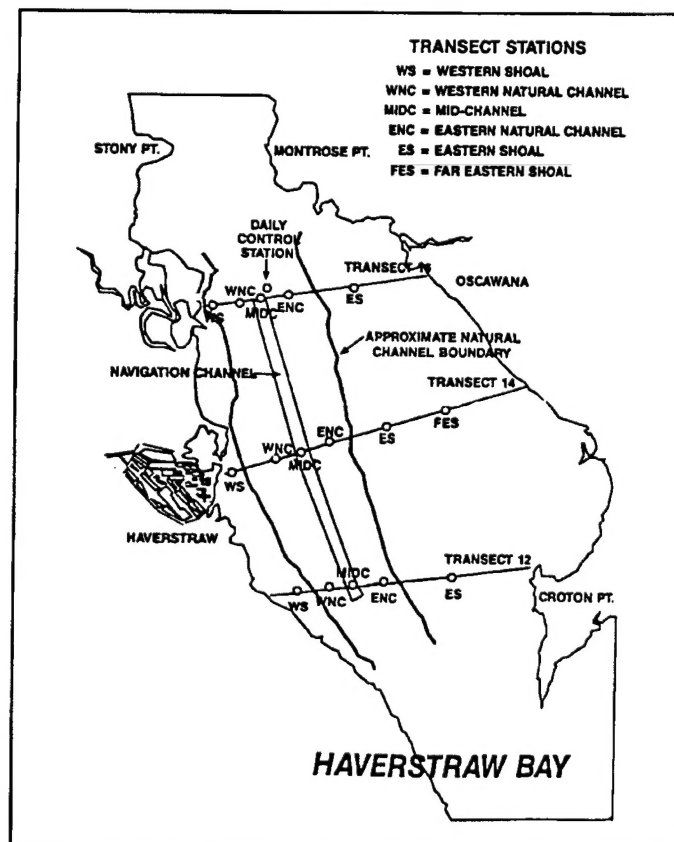 TRANSECT STATIONS
WS = WESTERN SHOAL
WNC = WESTERN NATURAL CHANNEL
MIDC = MID-CHANNEL
ENC = EASTERN NATURAL CHANNEL
ES = EASTERN SHOAL
FES = FAR EASTERN SHOAL
STONY PT.
MONTROSE PT.
DAILY
CONTROL
STATION
TRANSECT
OSCAWANA
WNC
ENC
ES
MIDC
WS
APPROXIMATE NATURAL
CHANNEL BOUNDARY
NAVIGATION CHANNEL
TRANSECT 14
FES
ENC
ES
WNC
MIDC
WS
HAVERSTRAW
TRANSECT 12
MIDC
WS
WNC
ENC
ES
CROTON PT.
HAVERSTRAW BAY